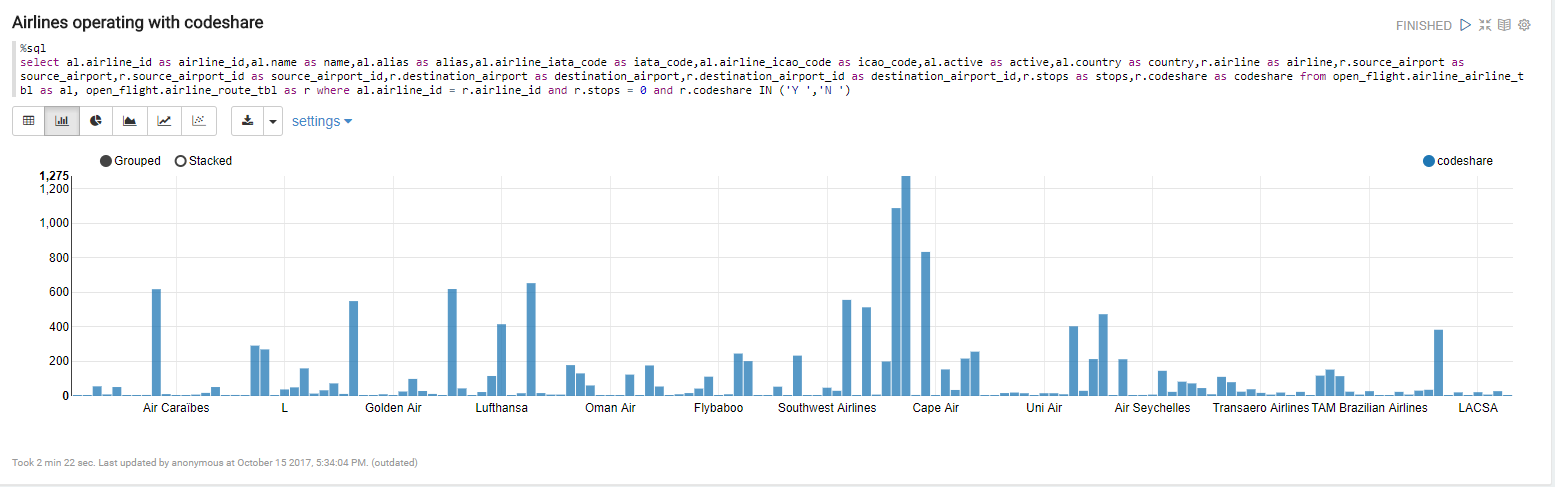 Airlines operating with codeshare
FINISHED
%sql
select al.airline_id as airline_id,al.name as name,al.alias as alias,al.airline_iata_code as iata_code,al.airline_icao_code as icao_code,al.active as active,al.country as country,r.airline as airline,r.source_airport as
source_airport,r.source_airport_id as source_airport_id,r.destination_airport as destination_airport,r.destination_airport_id as destination_airport_id,r.stops as stops,r.codeshare as codeshare from open_flight.airline_airline_t
bl as al, open_flight.airline_route_tbl as r where al.airline_id = r.airline_id and r.stops = 0 and r.codeshare IN ('Y ','N ')
settings
Grouped Stacked codeshare
1,275
1,200
1,000
800
600
400
200
0
Air Caraïbes L Golden Air Lufthansa Oman Air Flybaboo Southwest Airlines Cape Air Uni Air Air Seychelles Transaero Airlines TAM Brazilian Airlines LACSA
Took 2 min 22 sec. Last updated by anonymous at October 15 2017, 5:34:04 PM. (outdated)